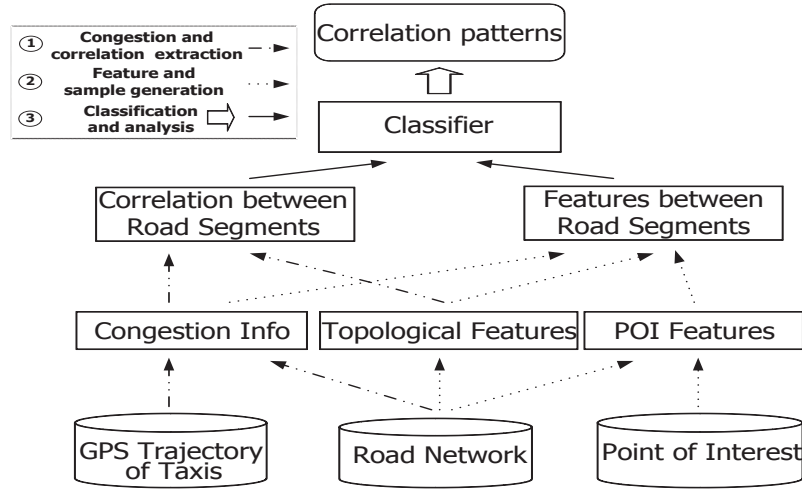 1 Congestion and
correlation extraction
2 Feature and
sample generation
3 Classification
and analysis
Correlation patterns
Classifier
Correlation between
Road Segments
Features between
Road Segments
Congestion Info
Topological Features
POI Features
GPS Trajectory
of Taxis
Road Network
Point of Interest